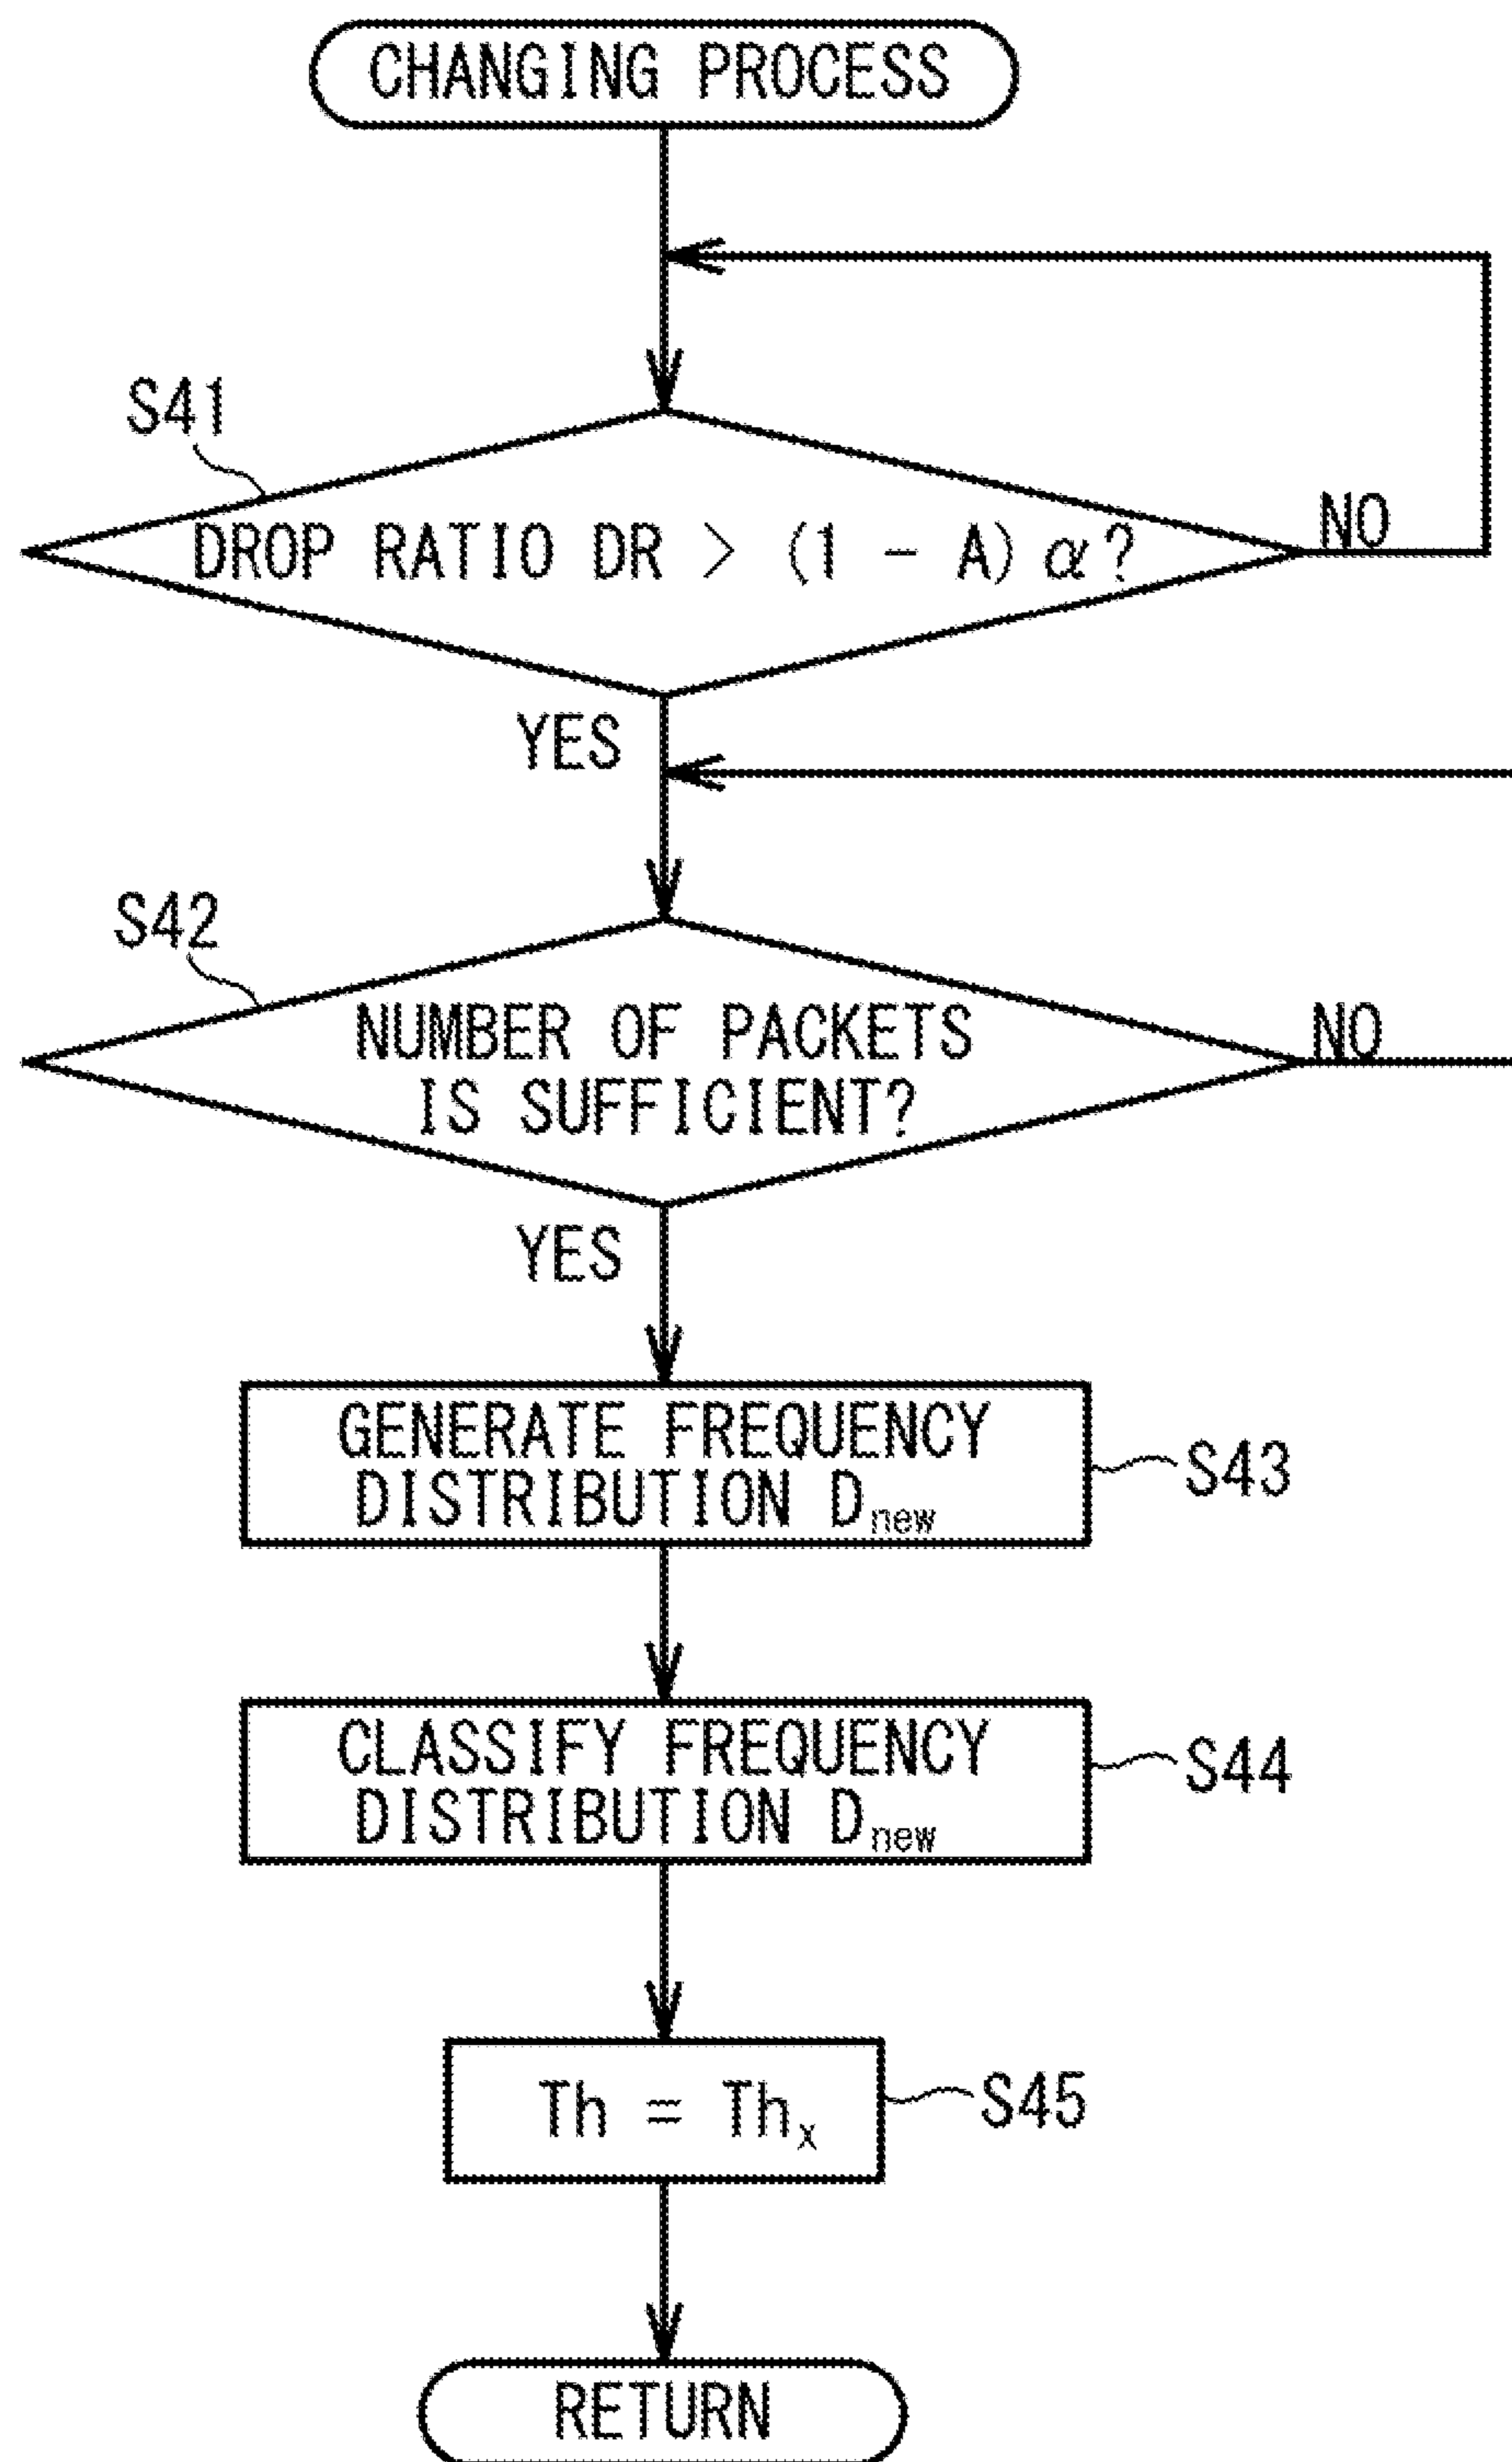 CHANGING PROCESS
S41
DROP RATIO DR > (1 - A) α?
NO
YES
S42
NUMBER OF PACKETS
IS SUFFICIENT?
NO
YES
GENERATE FREQUENCY
DISTRIBUTION Dnew
S43
CLASSIFY FREQUENCY
DISTRIBUTION Dnew
S44
Th = Thx
S45
RETURN